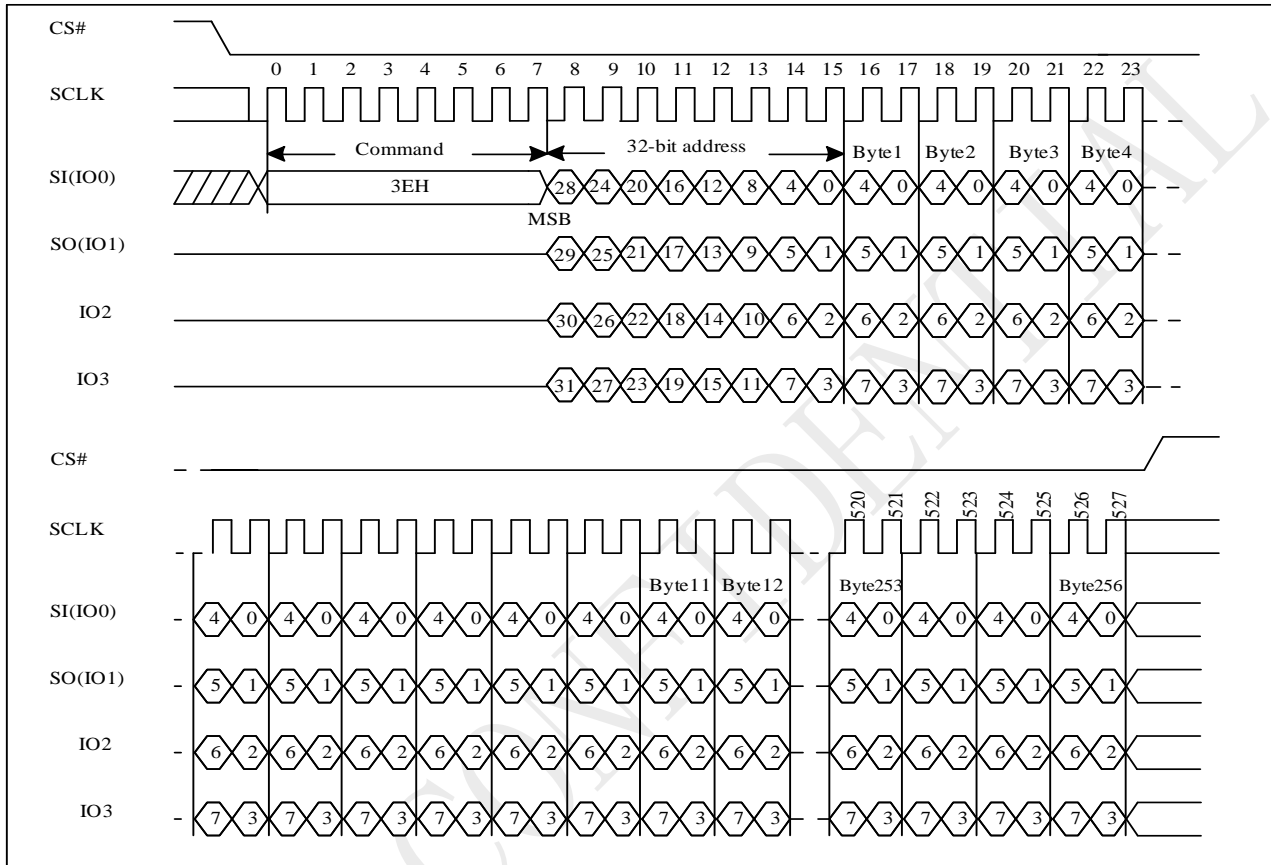 CS#
0 1 2 3 4 5 6 7 8 9 10 11 12 13 14 15 16 17 18 19 20 21 22 23
SCLK
Command 32-bit address Byte1 Byte2 Byte3 Byte4
SI(IO0) 3EH 28 24 20 16 12 8 4 0 4 0 4 0 4 0 4 0
MSB
SO(IO1) 29 25 21 17 13 9 5 1 5 1 5 1 5 1 5 1
IO2 30 26 22 18 14 10 6 2 6 2 6 2 6 2 6 2
IO3 31 27 23 19 15 11 7 3 7 3 7 3 7 3 7 3
CS#
520 521 522 523 524 525 526 527
SCLK
Byte11 Byte12 Byte253 Byte256
SI(IO0) 4 0 4 0 4 0 4 0 4 0 4 0 4 0 4 0 4 0 4 0 4 0 4 0
SO(IO1) 5 1 5 1 5 1 5 1 5 1 5 1 5 1 5 1 5 1 5 1 5 1 5 1
IO2 6 2 6 2 6 2 6 2 6 2 6 2 6 2 6 2 6 2 6 2 6 2 6 2
IO3 7 3 7 3 7 3 7 3 7 3 7 3 7 3 7 3 7 3 7 3 7 3 7 3
CONFIDENTIAL